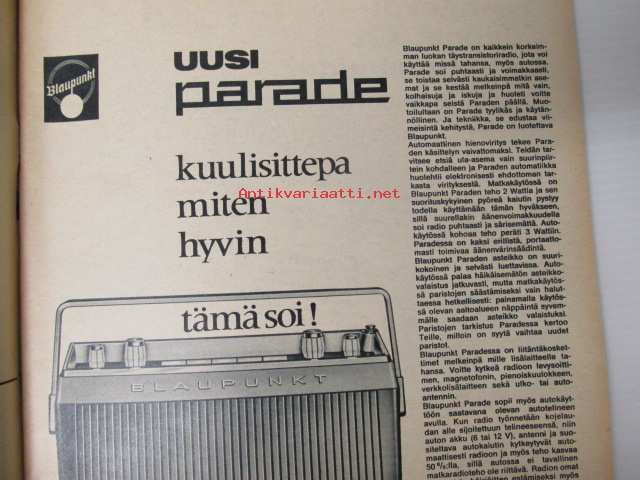 Blaupunkt
uusi
parade
kuulisittepa
miten
hyvin
tämä soi!
BLAUPUNKT
Antikvariaatti.net
Blaupunkt Parade on kaikkein korkeim-
man luokan täystransistoriradio, jota voi
käyttää missä tahansa, myös autossa.
Parade soi puhtaasti ja voimakkaasti,
se toistaa selvästi kaukaisimmatkin ase-
mat ja se kestää melkeinpä mitä vain,
kolhaisuja ja iskuja ja huoleti voitte
vaikkapa seistä Paraden päällä. Muo-
toilultaan on Parade tyylikäs ja käytän-
nöllinen. Ja tekniikka, se edustaa vii-
meisintä kehitystä, Parade on luotettava
Blaupunkt.
Automaattinen hienoviritys tekee Para-
den käsittelyn vaivattomaksi. Teidän tar-
vitsee etsiä ula-asema vain suurinpiir-
tein kohdalleen ja Paraden automatiikka
huolehtii elektronisesti ehdottoman tar-
kasta virityksestä. Matkakäytössä on
Blaupunkt Paraden teho 2 Wattia ja sen
suorituskykyinen pyöreä kaiutin pystyy
todella käyttämään tämän hyväkseen,
sillä suurellakin äänenvoimakkuudella
soi radio puhtaasti ja särisemättä. Auto-
käytössä kohoaa teho peräti 3 Wattiin.
Paradessa on kaksi erillistä, portaatto-
masti toimivaa äänenvärinsäädintä.
Blaupunkt Paraden asteikko on suuri-
kokoinen ja selvästi luettavissa. Auto-
käytössä palaa häikäisemätön asteikko-
valaistus jatkuvasti, mutta matkakäytös-
sä paristojen säästämiseksi vain halut-
taessa hetkellisesti: painamalla käytös-
sä olevan aaltoalueen näppäintä syvem-
mälle saadaan asteikko valaistuksi.
Paristojen tarkistus Paradessa kertoo
Teille, milloin on syytä vaihtaa uudet
paristot.
Blaupunkt Paradessa on liitäntäkosket-
timet melkeinpä mille lisälaitteelle ta-
hansa. Voitte kytkeä radioon levysoitti-
men, magnetofonin, pienoiskuulokkeen,
verkkolisälaitteen sekä ulko- tai auto-
antennin.
Blaupunkt Parade sopii myös autokäyt-
töön saatavana olevan autotelineen
avulla. Kun radio työnnetään kojelau-
dan alle sijoitettuun telineeseensä, niin
auton akku (6 tai 12 V), antenni ja suo-
sitettava autokaiutin kytkeytyvät auto-
maattisesti radioon ja myös teho kasvaa
50 %:lla, sillä autossa ei tavallinen
matkaradioteho ole riittävä. Radion omat